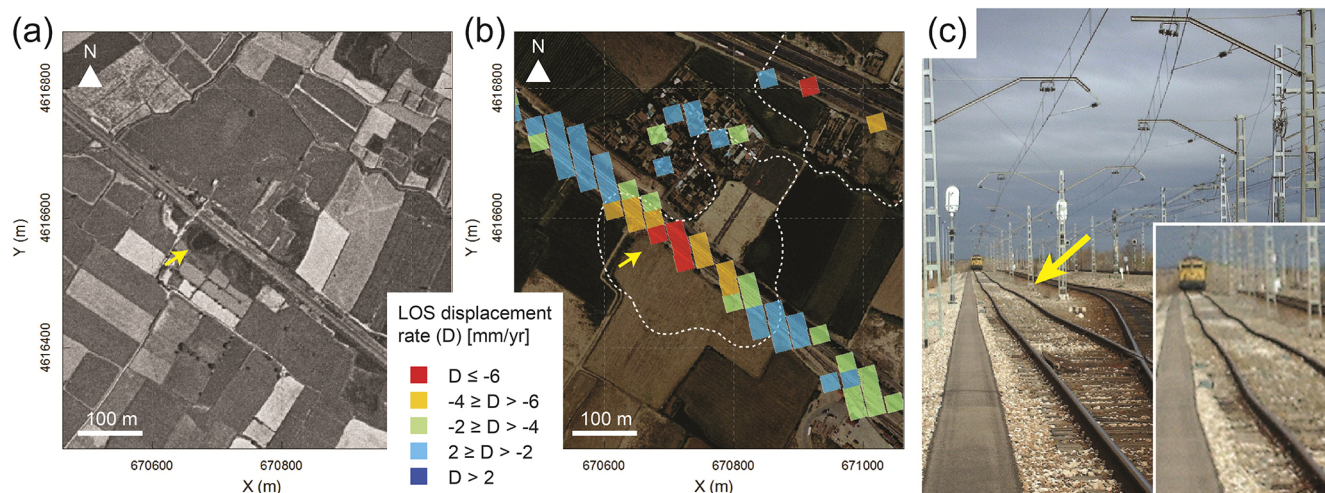 (a)
N
4616800
4616600
4616400
Y (m)
100 m
670600
670800
X (m)
LOS displacement
rate (D) [mm/yr]
D ≤ -6
-4 ≥ D > -6
-2 ≥ D > -4
2 ≥ D > -2
D > 2
(b)
N
4616800
4616600
4616400
Y (m)
100 m
670600
670800
671000
X (m)
(c)